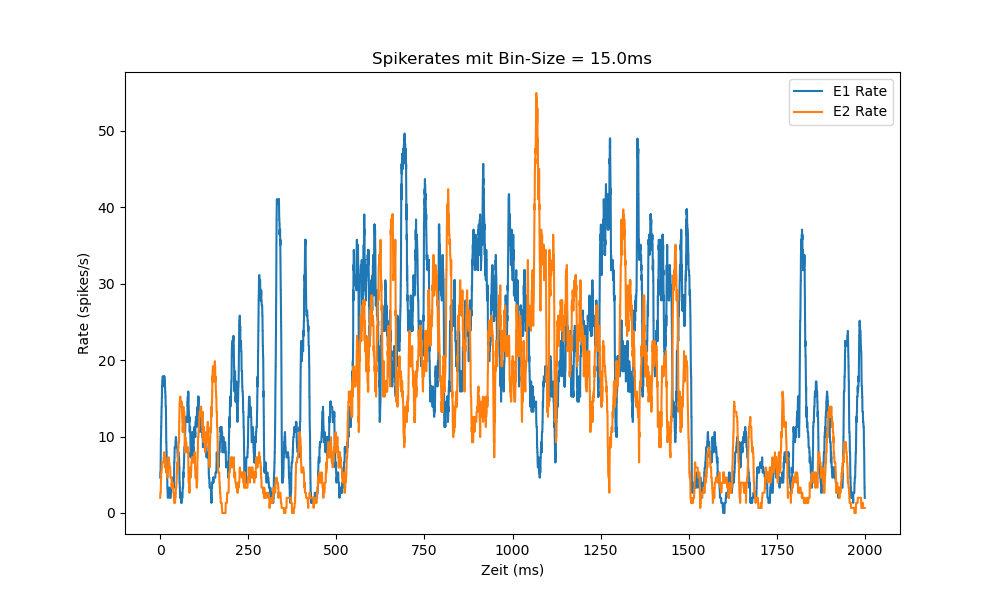 Spikerates mit Bin-Size = 15.0ms
E1 Rate
E2 Rate
50
40
30
20
10
0
Rate (spikes/s)
0 250 500 750 1000 1250 1500 1750 2000
Zeit (ms)